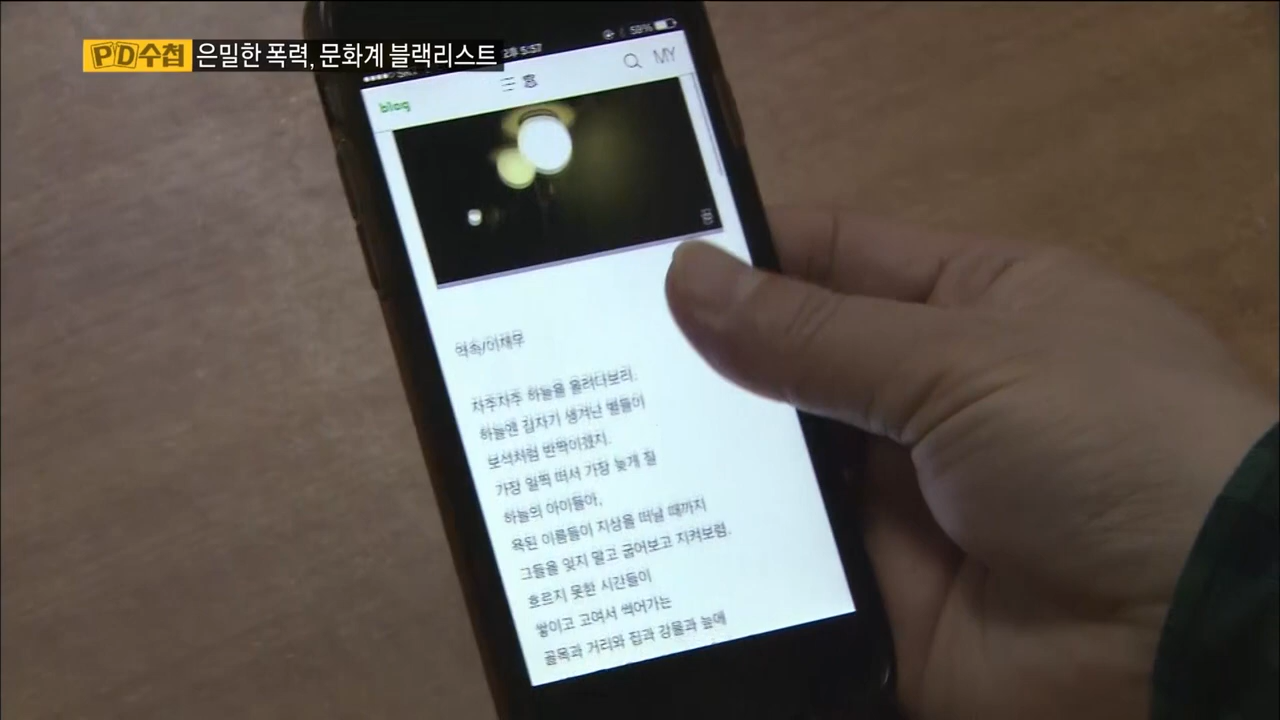 PD수첩 은밀한 폭력, 문화계 블랙리스트
오후 5:57 58%
blog
MY
약속/이재무
자주자주 하늘을 올려다보리.
하늘엔 갑자기 생겨난 별들이
보석처럼 반짝이겠지.
가장 일찍 떠서 가장 늦게 질
하늘의 아이들아,
욕된 이름들이 지상을 떠날 때까지
그들을 잊지 말고 굽어보고 지켜보렴.
흐르지 못한 시간들이
쌓이고 고여서 썩어가는
골목과 거리와 집과 강물과